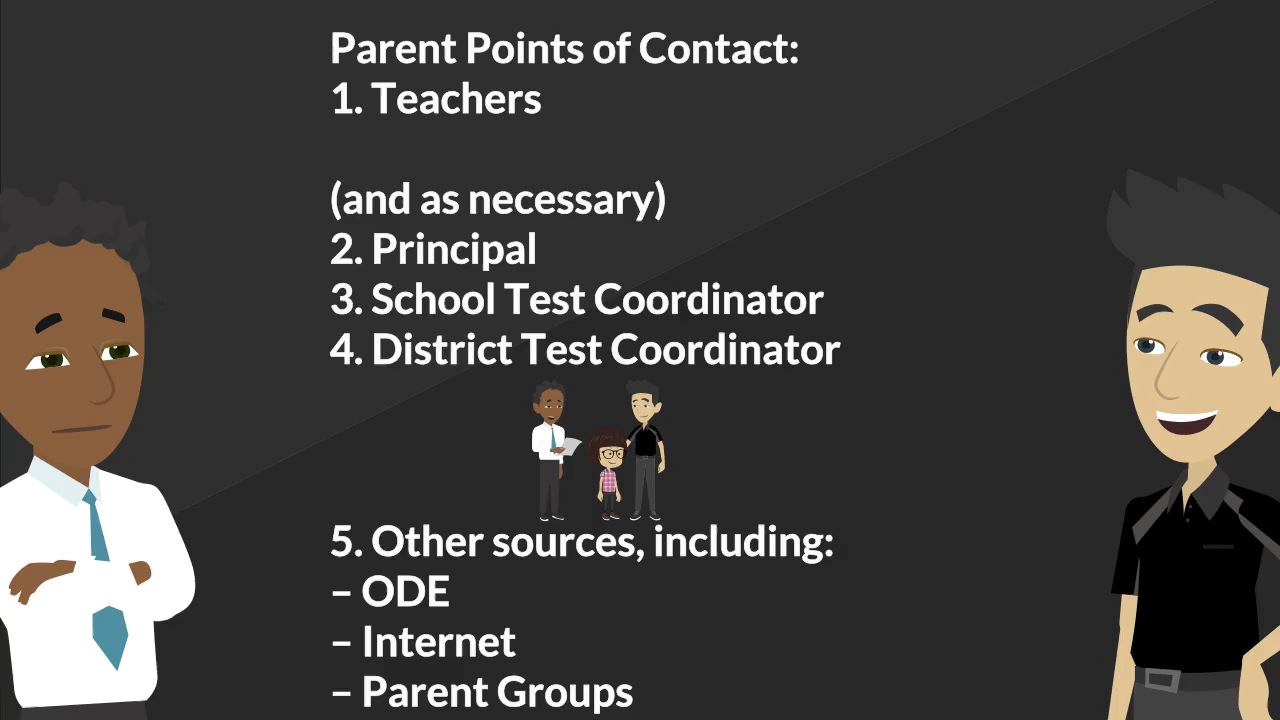 Parent Points of Contact:
1. Teachers
(and as necessary)
2. Principal
3. School Test Coordinator
4. District Test Coordinator
5. Other sources, including:
– ODE
– Internet
– Parent Groups